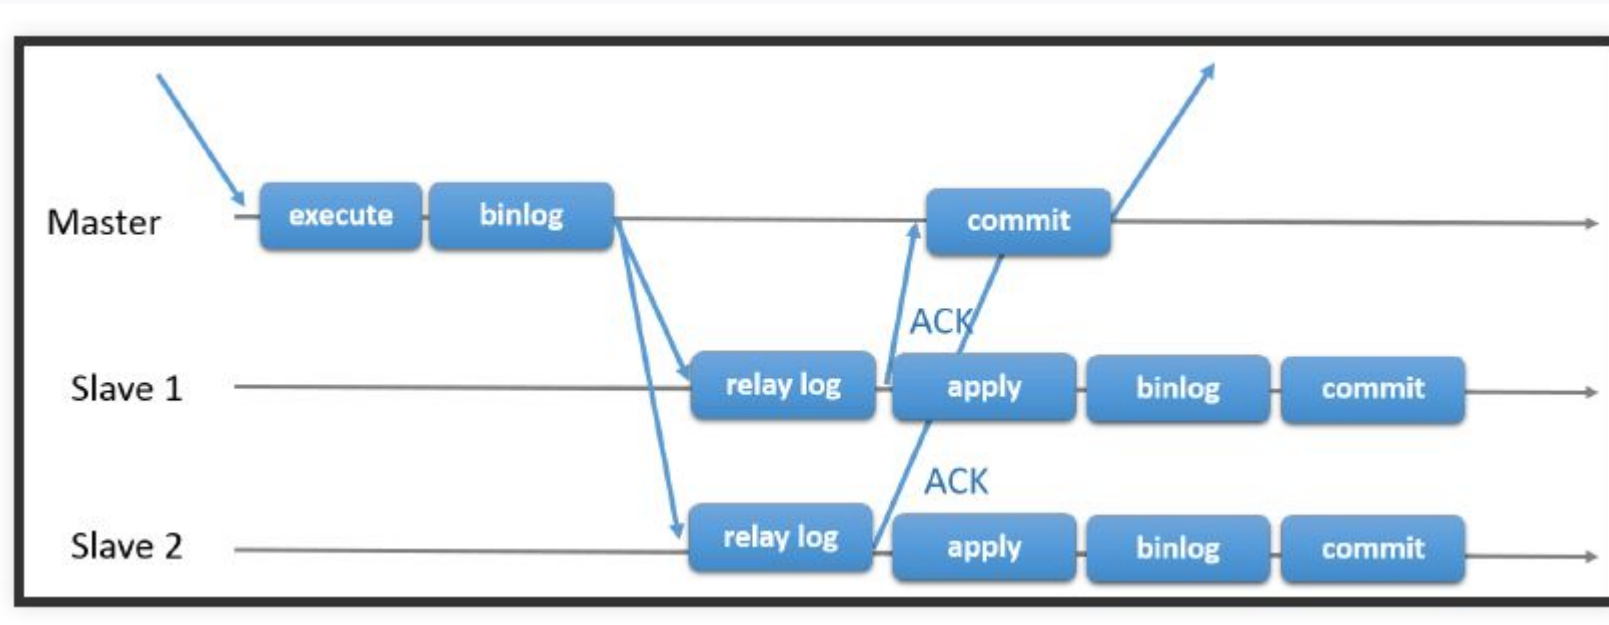 Master execute binlog commit
ACK
Slave 1 relay log apply binlog commit
ACK
Slave 2 relay log apply binlog commit